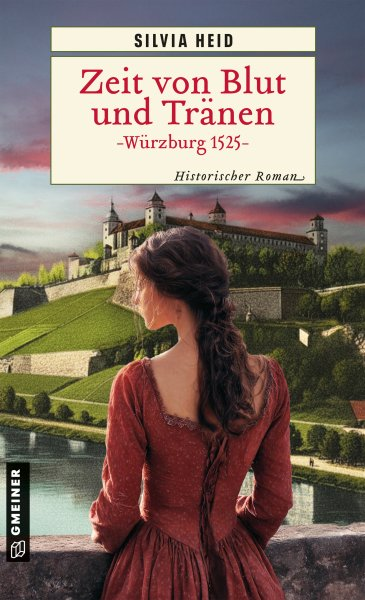 SILVIA HEID
Zeit von Blut
und Tränen
-Würzburg 1525-
Historischer Roman
GMEINER